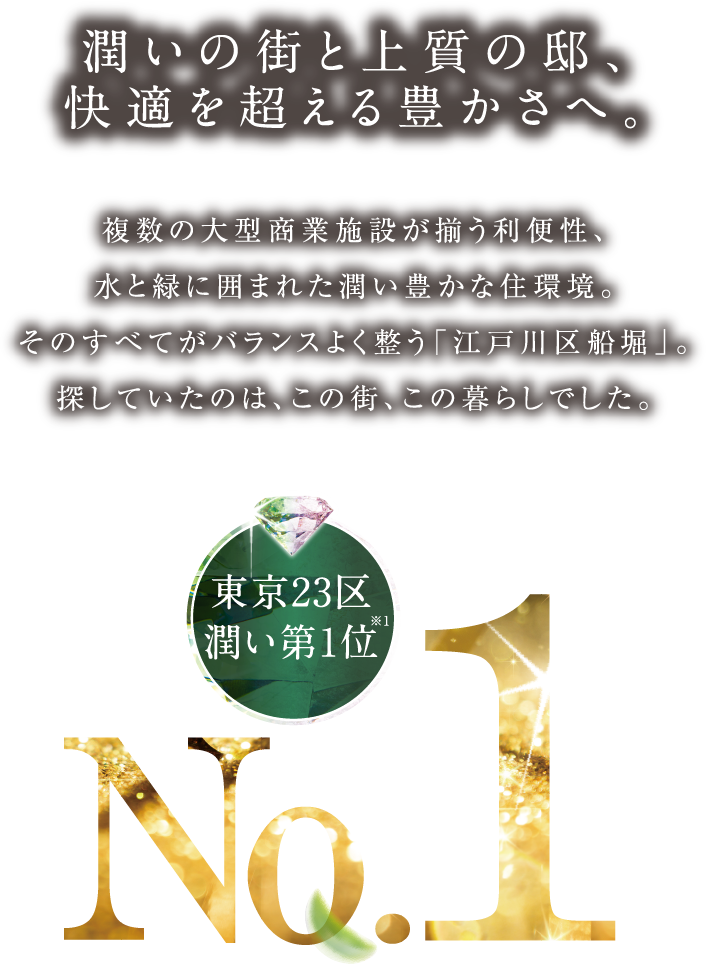 潤いの街と上質の邸、
快適を超える豊かさへ。
複数の大型商業施設が揃う利便性、
水と緑に囲まれた潤い豊かな住環境。
そのすべてがバランスよく整う「江戸川区船堀」。
探していたのは、この街、この暮らしでした。
東京23区
潤い第1位※1
No.1